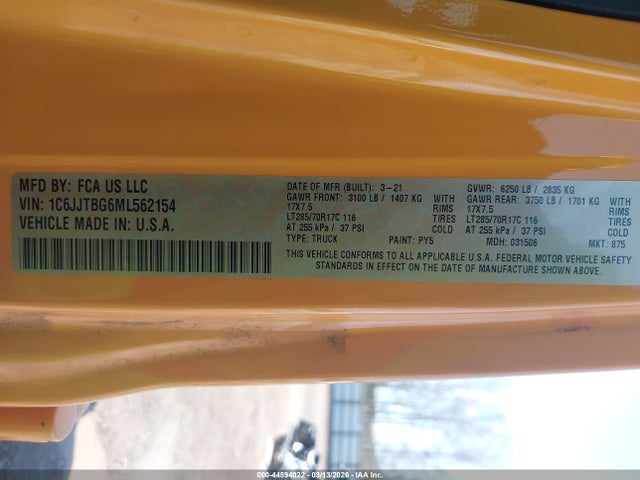 MFD BY: FCA US LLC
VIN: 1C6JJTBG6ML562154
VEHICLE MADE IN: U.S.A.
DATE OF MFR (BUILT): 3-21 GVWR: 6250 LB / 2835 KG
GAWR FRONT: 3100 LB / 1407 KG WITH GAWR REAR: 3750 LB / 1701 KG WITH
17X7.5 RIMS 17X7.5 RIMS
LT285/70R17C 116 TIRES LT285/70R17C 116 TIRES
AT 255 kPa / 37 PSI COLD AT 255 kPa / 37 PSI COLD
TYPE: TRUCK PAINT: PY5 MDH: 031506 MKT: 875
THIS VEHICLE CONFORMS TO ALL APPLICABLE U.S.A. FEDERAL MOTOR VEHICLE SAFETY
STANDARDS IN EFFECT ON THE DATE OF MANUFACTURE SHOWN ABOVE.
000-44594022 - 03/13/2026 - IAA Inc.